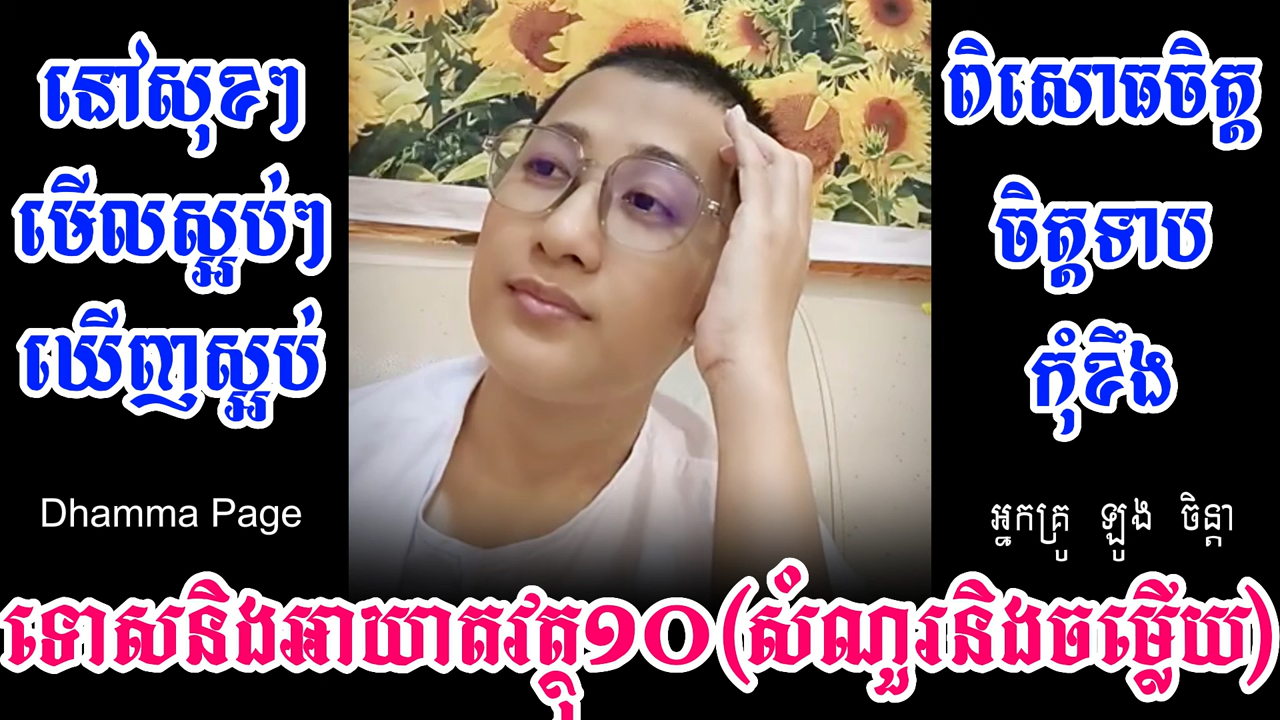 នៅសុខៗ
មើលស្អប់ៗ
ឃើញស្អប់
Dhamma Page
ពិសោធចិត្ត
ចិត្តទាប
កុំខឹង
អ្នកគ្រូ ឡូង ចិន្តា
ទោសនិងអាឃាតវត្ថុ១០(សំណួរនិងចម្លើយ)